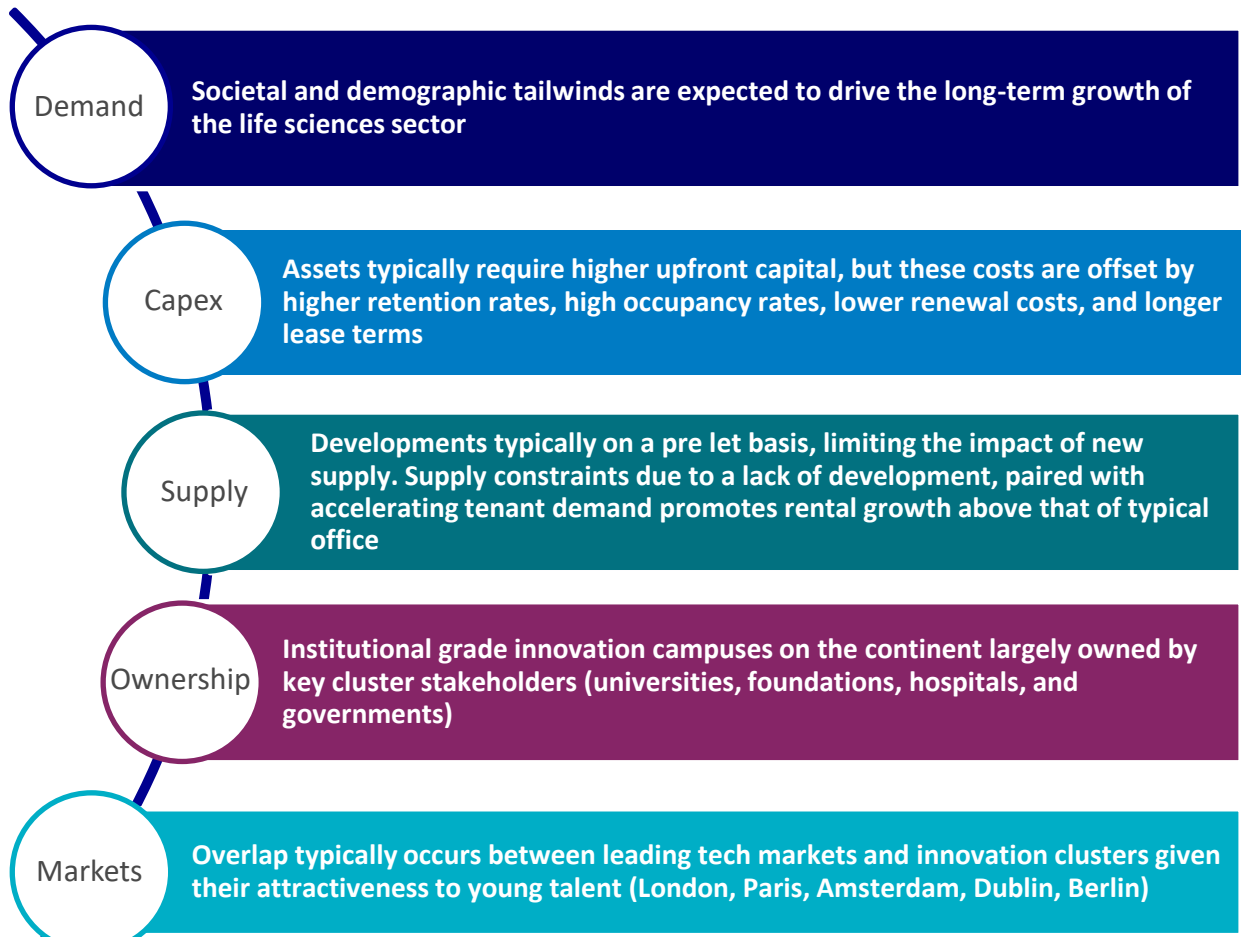 Demand
Societal and demographic tailwinds are expected to drive the long-term growth of
the life sciences sector
Capex
Assets typically require higher upfront capital, but these costs are offset by
higher retention rates, high occupancy rates, lower renewal costs, and longer
lease terms
Supply
Developments typically on a pre let basis, limiting the impact of new
supply. Supply constraints due to a lack of development, paired with
accelerating tenant demand promotes rental growth above that of typical
office
Ownership
Institutional grade innovation campuses on the continent largely owned by
key cluster stakeholders (universities, foundations, hospitals, and
governments)
Markets
Overlap typically occurs between leading tech markets and innovation clusters given
their attractiveness to young talent (London, Paris, Amsterdam, Dublin, Berlin)